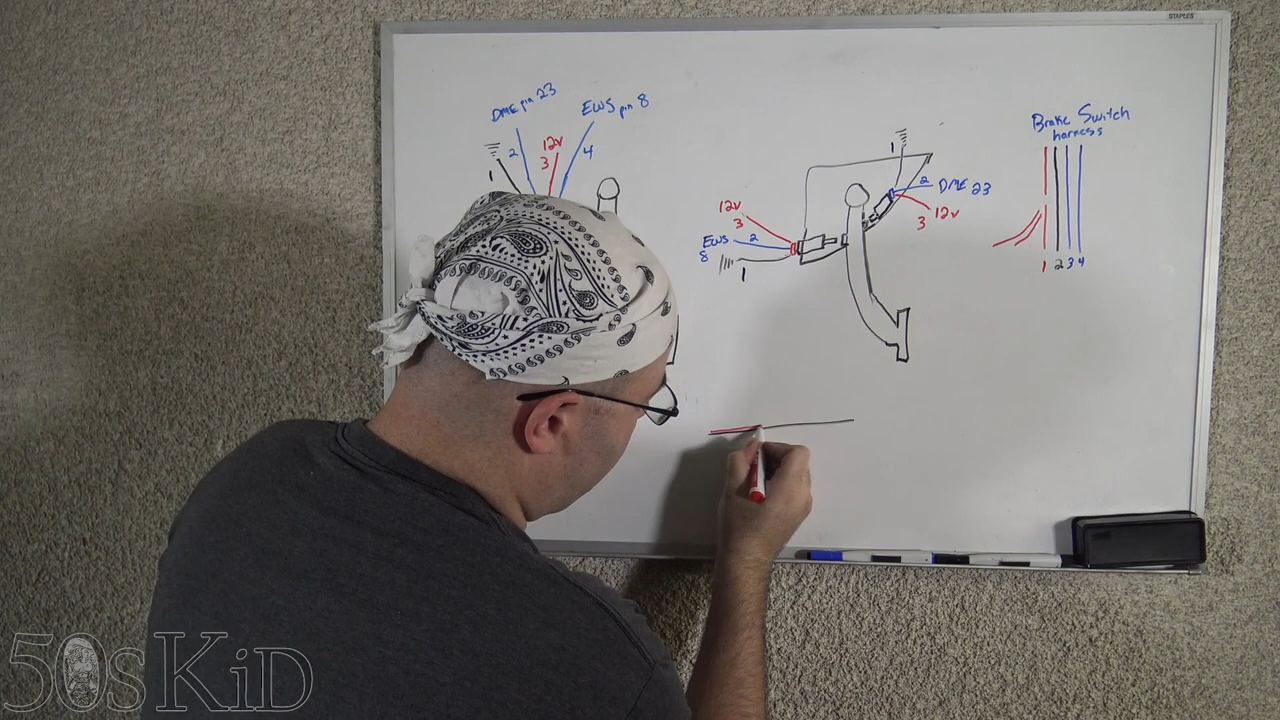 STAPLES
DME pin 23
EWS pin 8
12v
1
2
3
4
1
2
DME 23
3
12v
12v
3
EWS
2
8
1
Brake Switch
harness
1 2 3 4
50sKiD